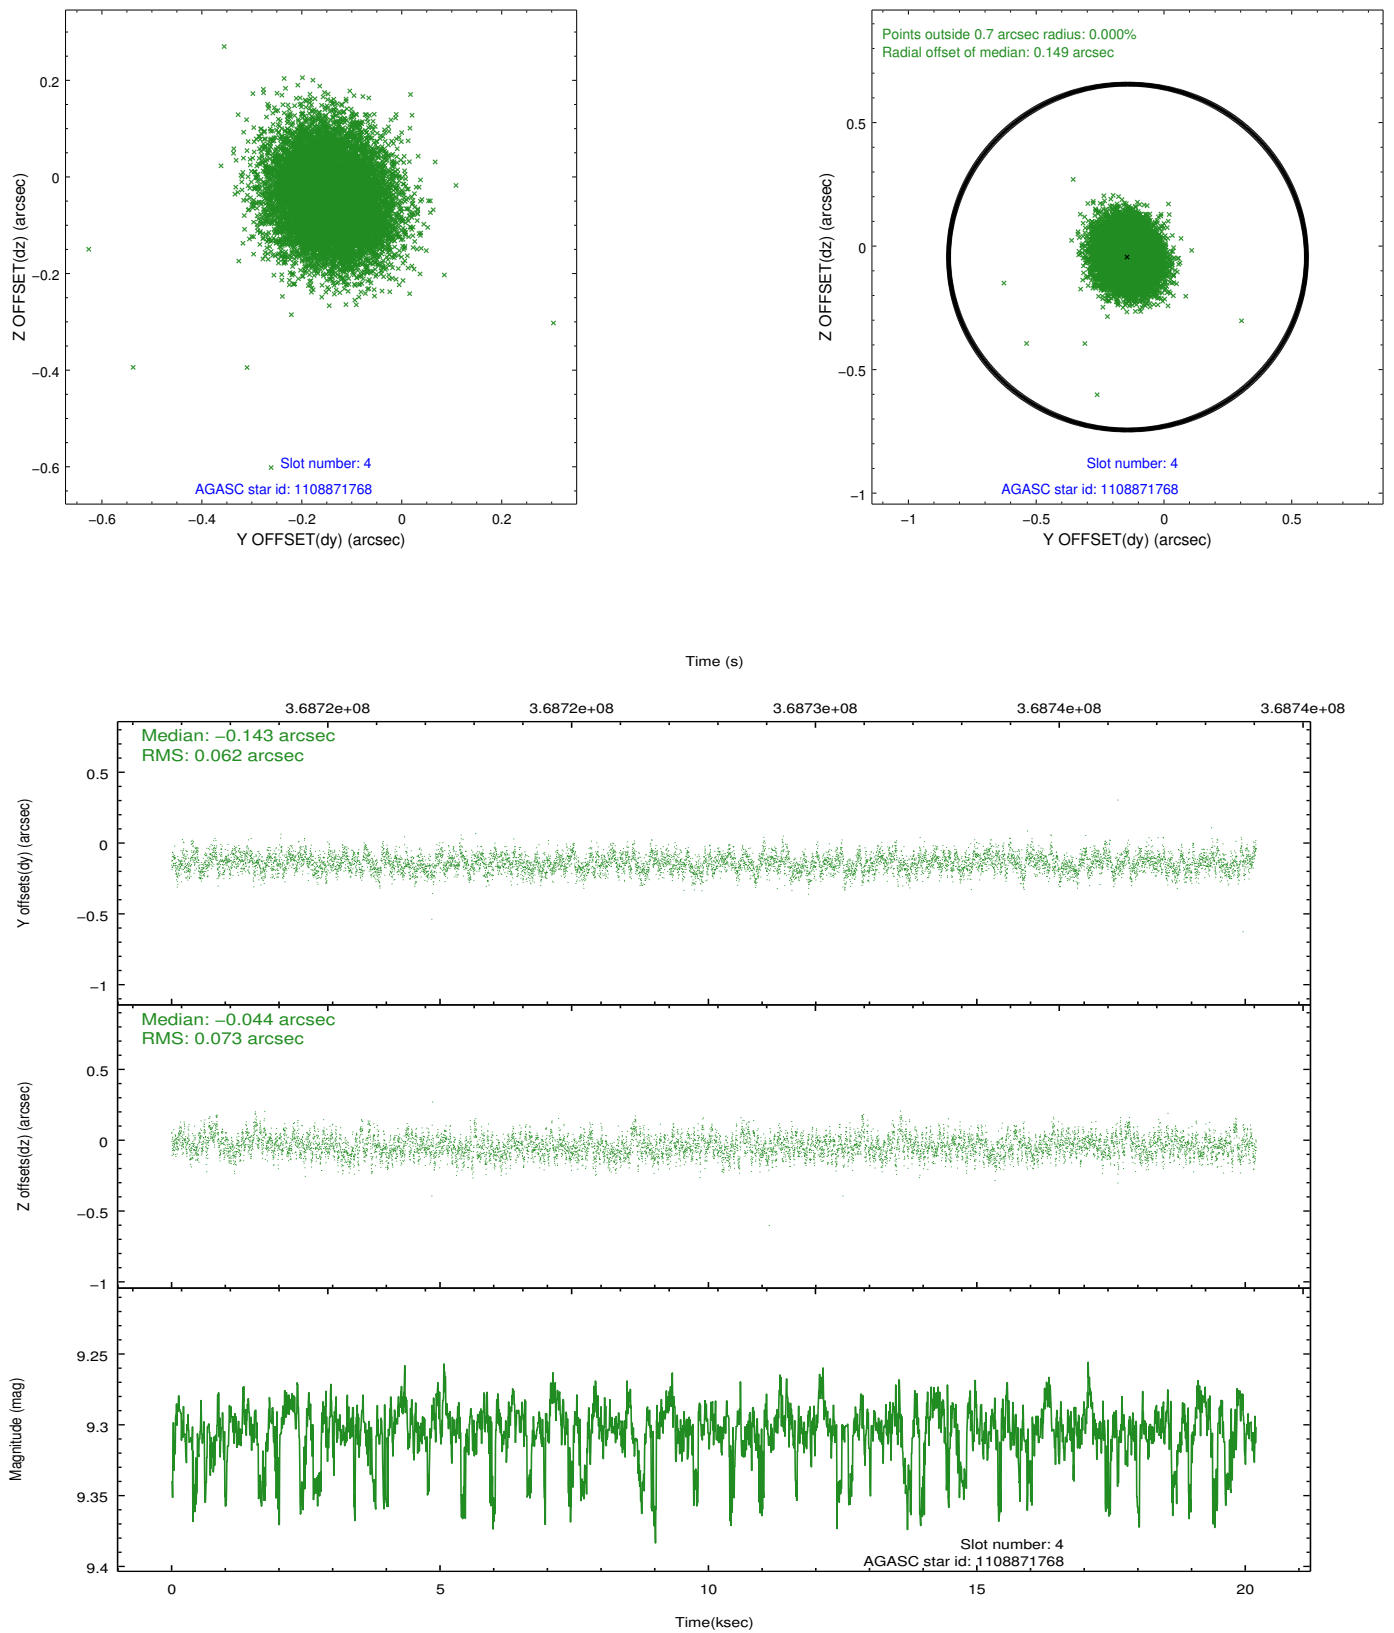 0.2
0
−0.2
−0.4
−0.6
Z OFFSET(dz) (arcsec)
Slot number: 4
AGASC star id: 1108871768
−0.6 −0.4 −0.2 0 0.2
Y OFFSET(dy) (arcsec)
Points outside 0.7 arcsec radius: 0.000%
Radial offset of median: 0.149 arcsec
0.5
0
−0.5
−1
Z OFFSET(dz) (arcsec)
Slot number: 4
AGASC star id: 1108871768
−1 −0.5 0 0.5
Y OFFSET(dy) (arcsec)
Time (s)
3.6872e+08 3.6872e+08 3.6873e+08 3.6874e+08 3.6874e+08
Median: −0.143 arcsec
RMS: 0.062 arcsec
0.5
0
−0.5
−1
Y offsets(dy) (arcsec)
Median: −0.044 arcsec
RMS: 0.073 arcsec
0.5
0
−0.5
−1
Z offsets(dz) (arcsec)
9.25
9.3
9.35
9.4
Magnitude (mag)
Slot number: 4
AGASC star id: 1108871768
0 5 10 15 20
Time(ksec)